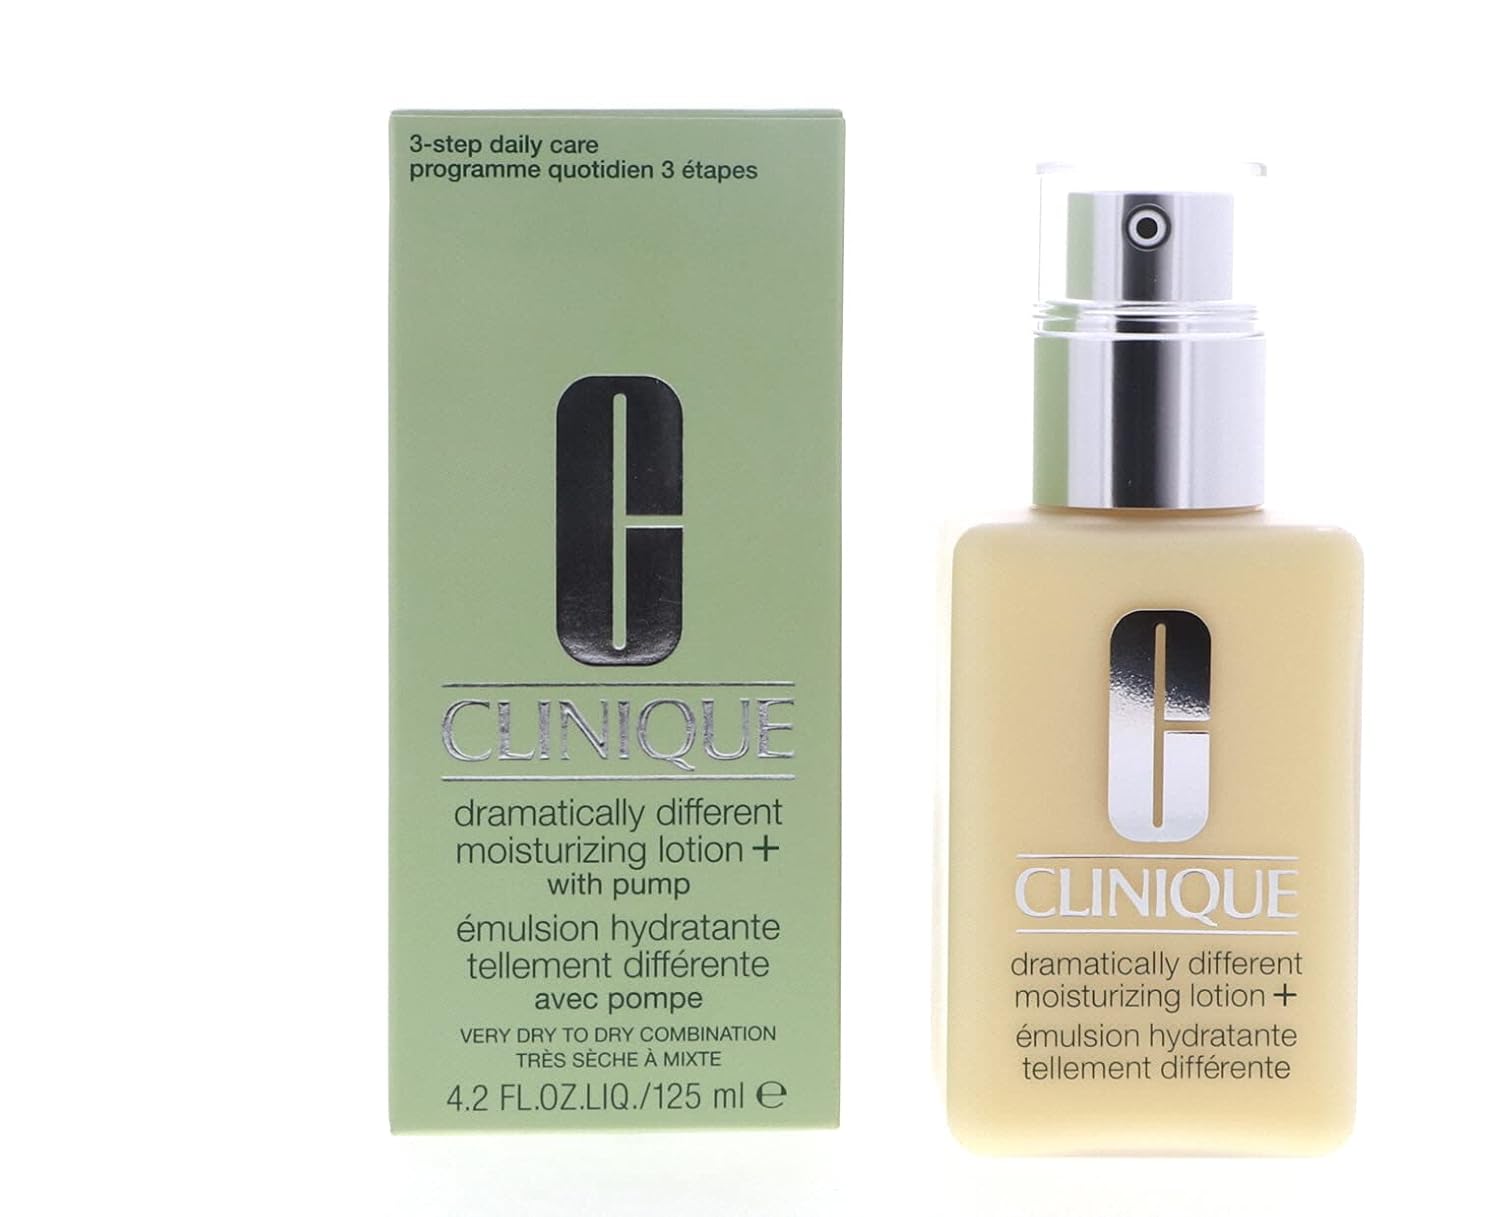 3-step daily care
programme quotidien 3 étapes
C
CLINIQUE
dramatically different
moisturizing lotion +
with pump
émulsion hydratante
tellement différente
avec pompe
VERY DRY TO DRY COMBINATION
TRÈS SÈCHE À MIXTE
4.2 FL.OZ.LIQ./125 ml ℮
C
CLINIQUE
dramatically different
moisturizing lotion +
émulsion hydratante
tellement différente